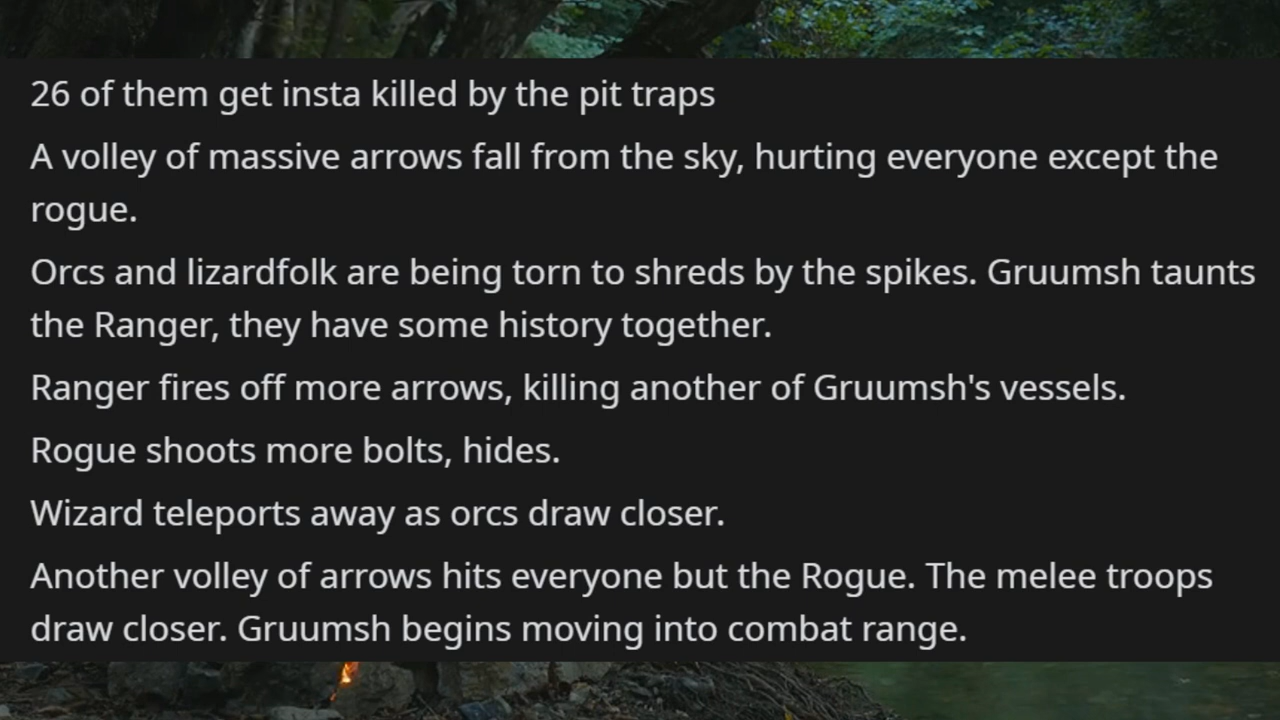 26 of them get insta killed by the pit traps
A volley of massive arrows fall from the sky, hurting everyone except the
rogue.
Orcs and lizardfolk are being torn to shreds by the spikes. Gruumsh taunts
the Ranger, they have some history together.
Ranger fires off more arrows, killing another of Gruumsh's vessels.
Rogue shoots more bolts, hides.
Wizard teleports away as orcs draw closer.
Another volley of arrows hits everyone but the Rogue. The melee troops
draw closer. Gruumsh begins moving into combat range.